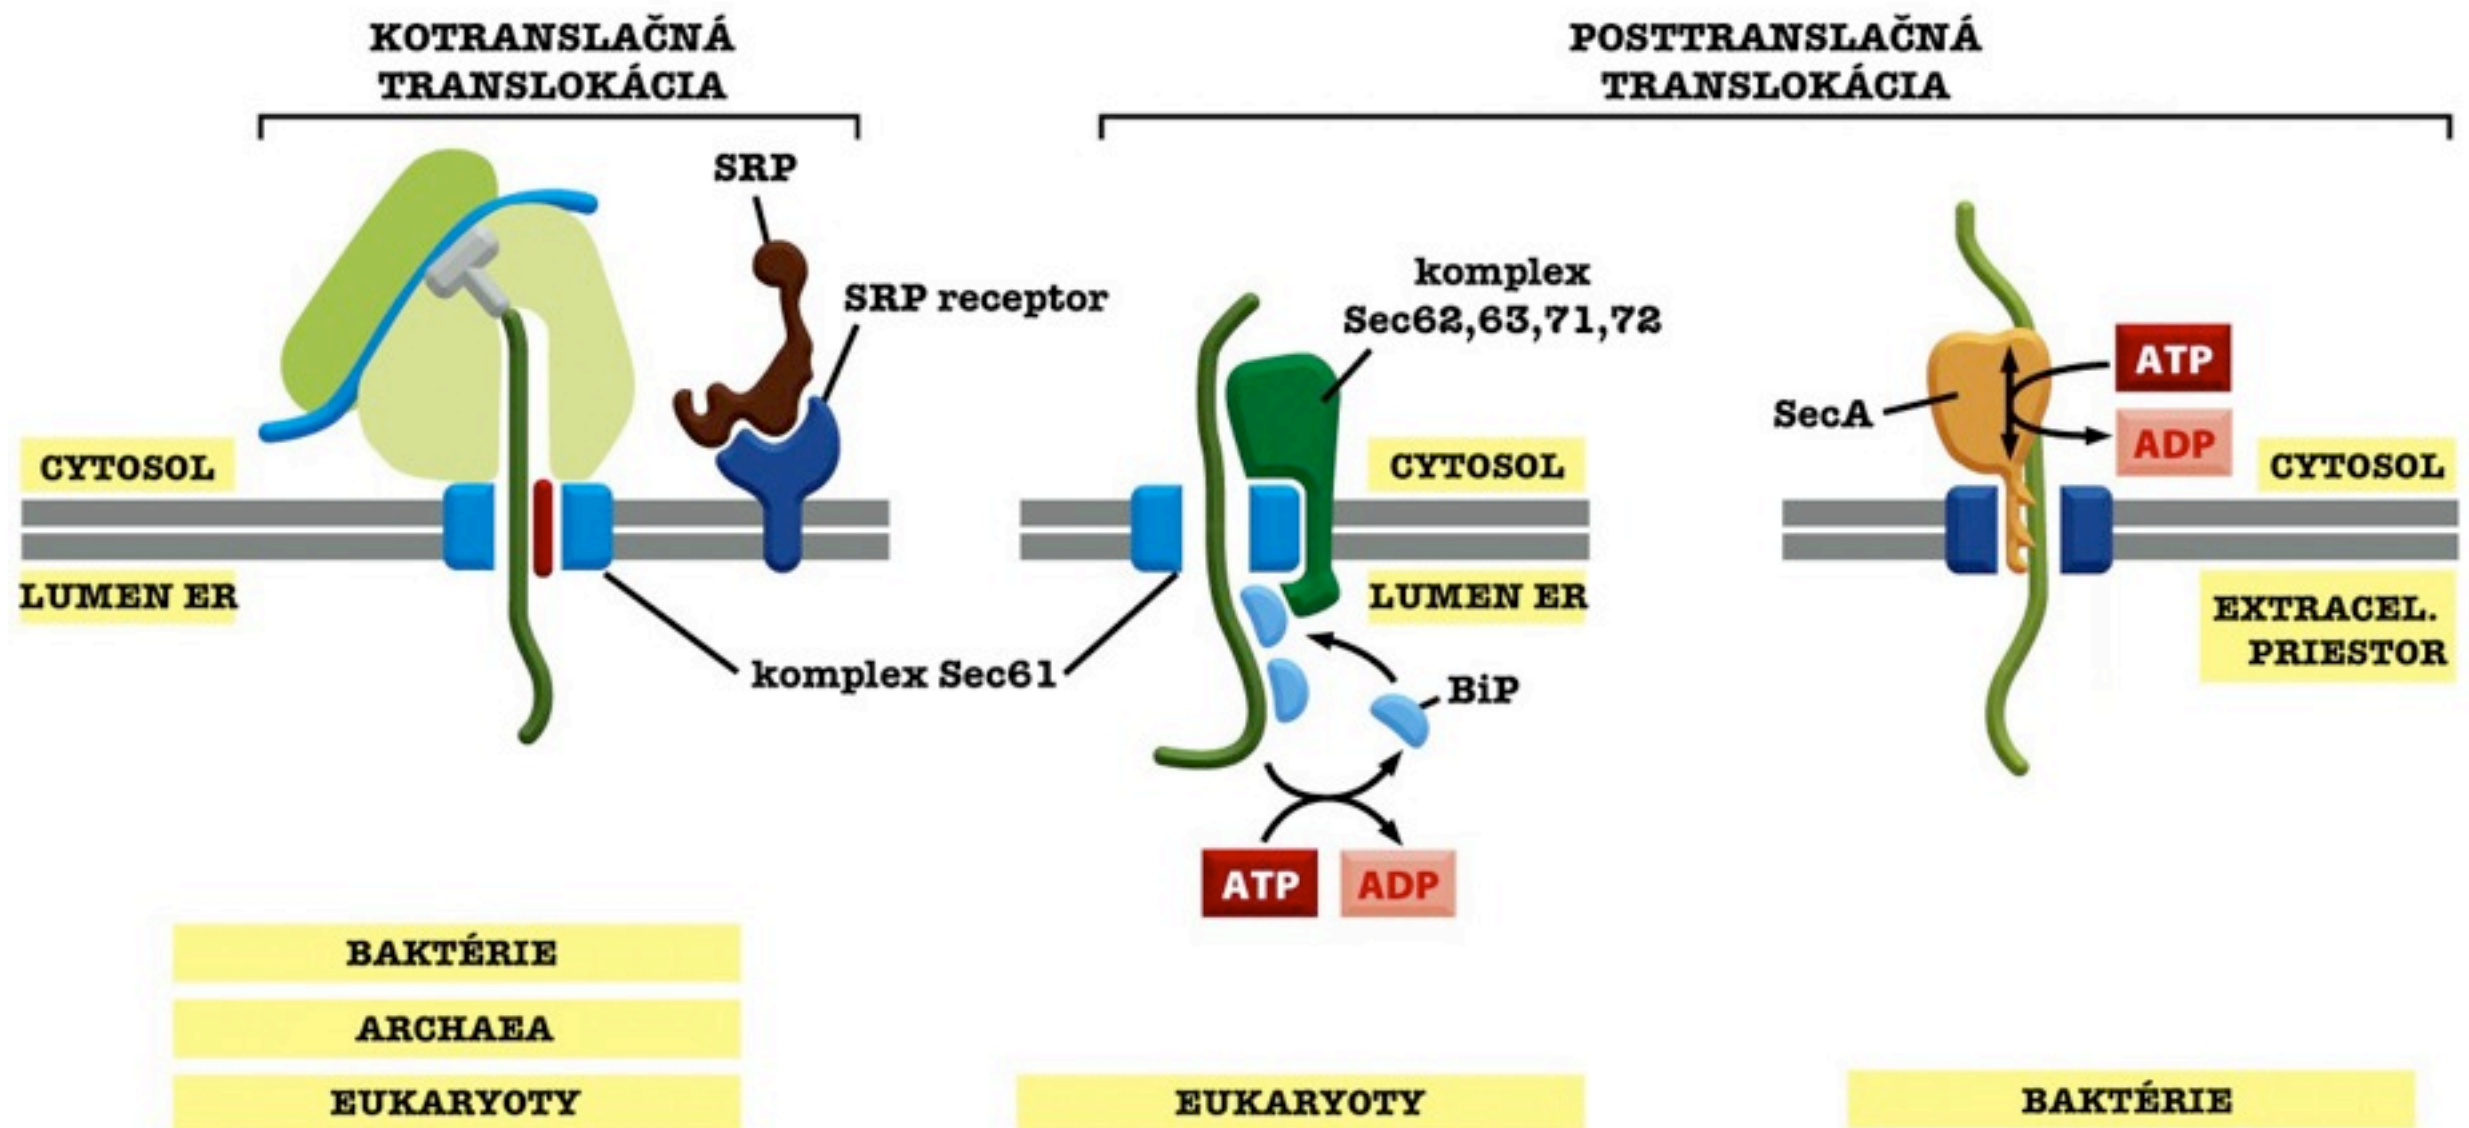 KOTRANSLAČNÁ
TRANSLOKÁCIA
POSTTRANSLAČNÁ
TRANSLOKÁCIA
SRP
SRP receptor
komplex
Sec62,63,71,72
SecA
ATP
ADP
CYTOSOL
CYTOSOL
CYTOSOL
LUMEN ER
LUMEN ER
EXTRACEL.
PRIESTOR
komplex Sec61
BiP
ATP
ADP
BAKTÉRIE
ARCHAEA
EUKARYOTY
EUKARYOTY
BAKTÉRIE